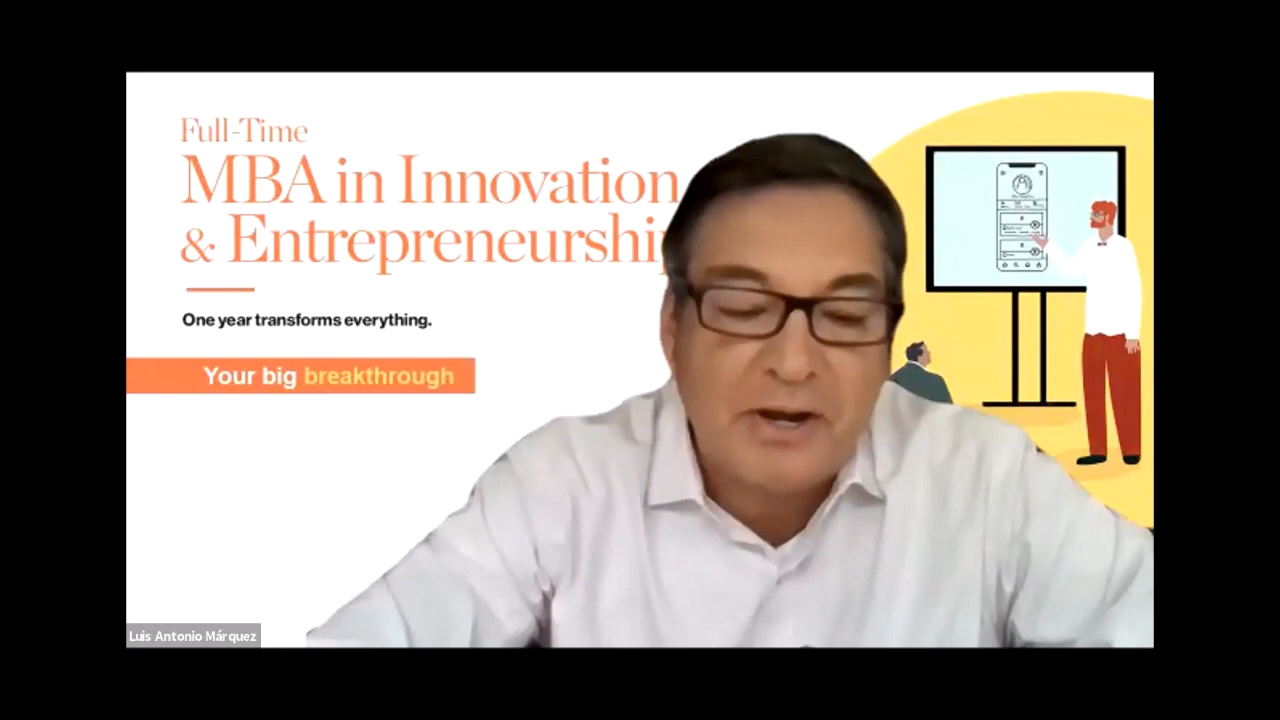 Full-Time
MBA in Innovation
& Entrepreneurshi
One year transforms everything.
Your big breakthrough
Luis Antonio Márquez